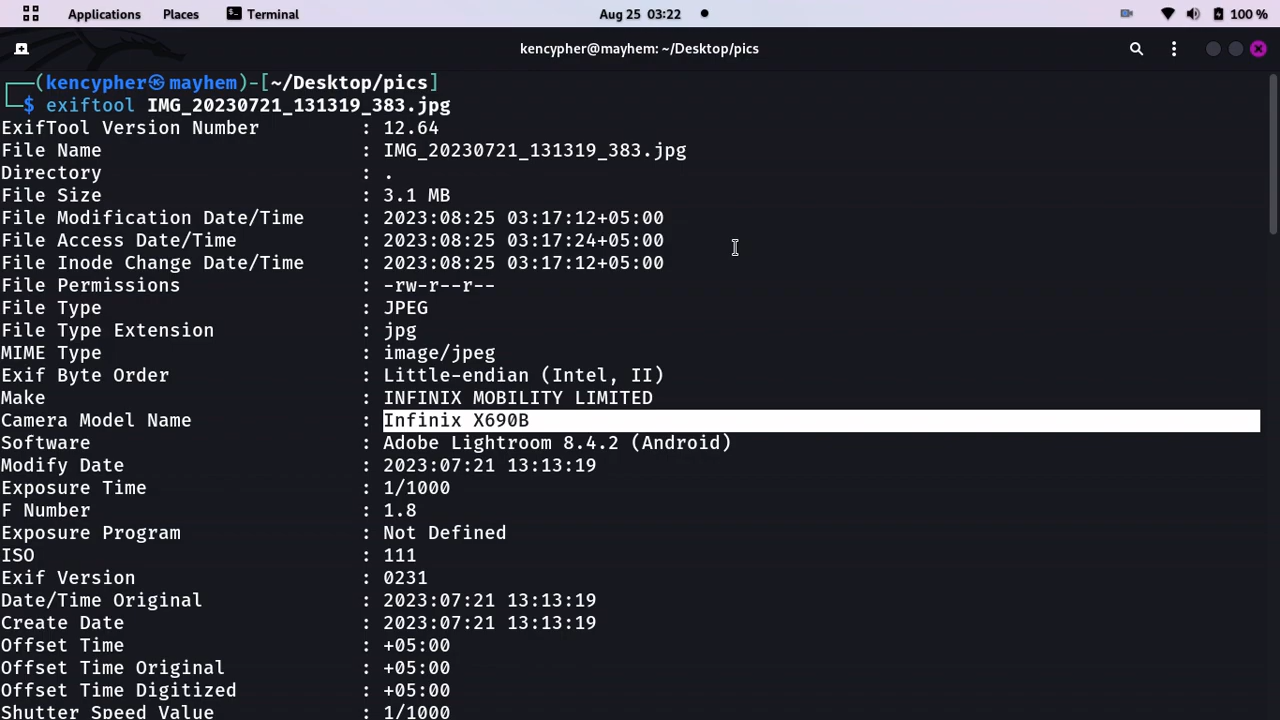 Applications Places Terminal Aug 25 03:22 100 %
kencypher@mayhem: ~/Desktop/pics
┌──(kencypher㉿mayhem)-[~/Desktop/pics]
└─$ exiftool IMG_20230721_131319_383.jpg
ExifTool Version Number : 12.64
File Name : IMG_20230721_131319_383.jpg
Directory : .
File Size : 3.1 MB
File Modification Date/Time : 2023:08:25 03:17:12+05:00
File Access Date/Time : 2023:08:25 03:17:24+05:00
File Inode Change Date/Time : 2023:08:25 03:17:12+05:00
File Permissions : -rw-r--r--
File Type : JPEG
File Type Extension : jpg
MIME Type : image/jpeg
Exif Byte Order : Little-endian (Intel, II)
Make : INFINIX MOBILITY LIMITED
Camera Model Name : Infinix X690B
Software : Adobe Lightroom 8.4.2 (Android)
Modify Date : 2023:07:21 13:13:19
Exposure Time : 1/1000
F Number : 1.8
Exposure Program : Not Defined
ISO : 111
Exif Version : 0231
Date/Time Original : 2023:07:21 13:13:19
Create Date : 2023:07:21 13:13:19
Offset Time : +05:00
Offset Time Original : +05:00
Offset Time Digitized : +05:00
Shutter Speed Value : 1/1000